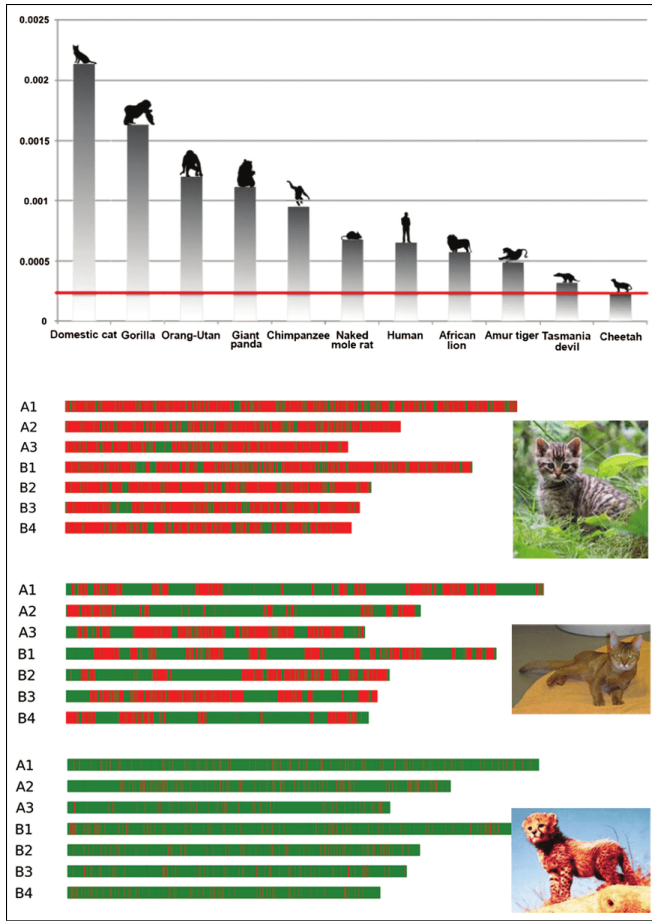 0.0025
0.002
0.0015
0.001
0.0005
0
Domestic cat Gorilla Orang-Utan Giant panda Chimpanzee Naked mole rat Human African lion Amur tiger Tasmania devil Cheetah
A1
A2
A3
B1
B2
B3
B4
A1
A2
A3
B1
B2
B3
B4
A1
A2
A3
B1
B2
B3
B4